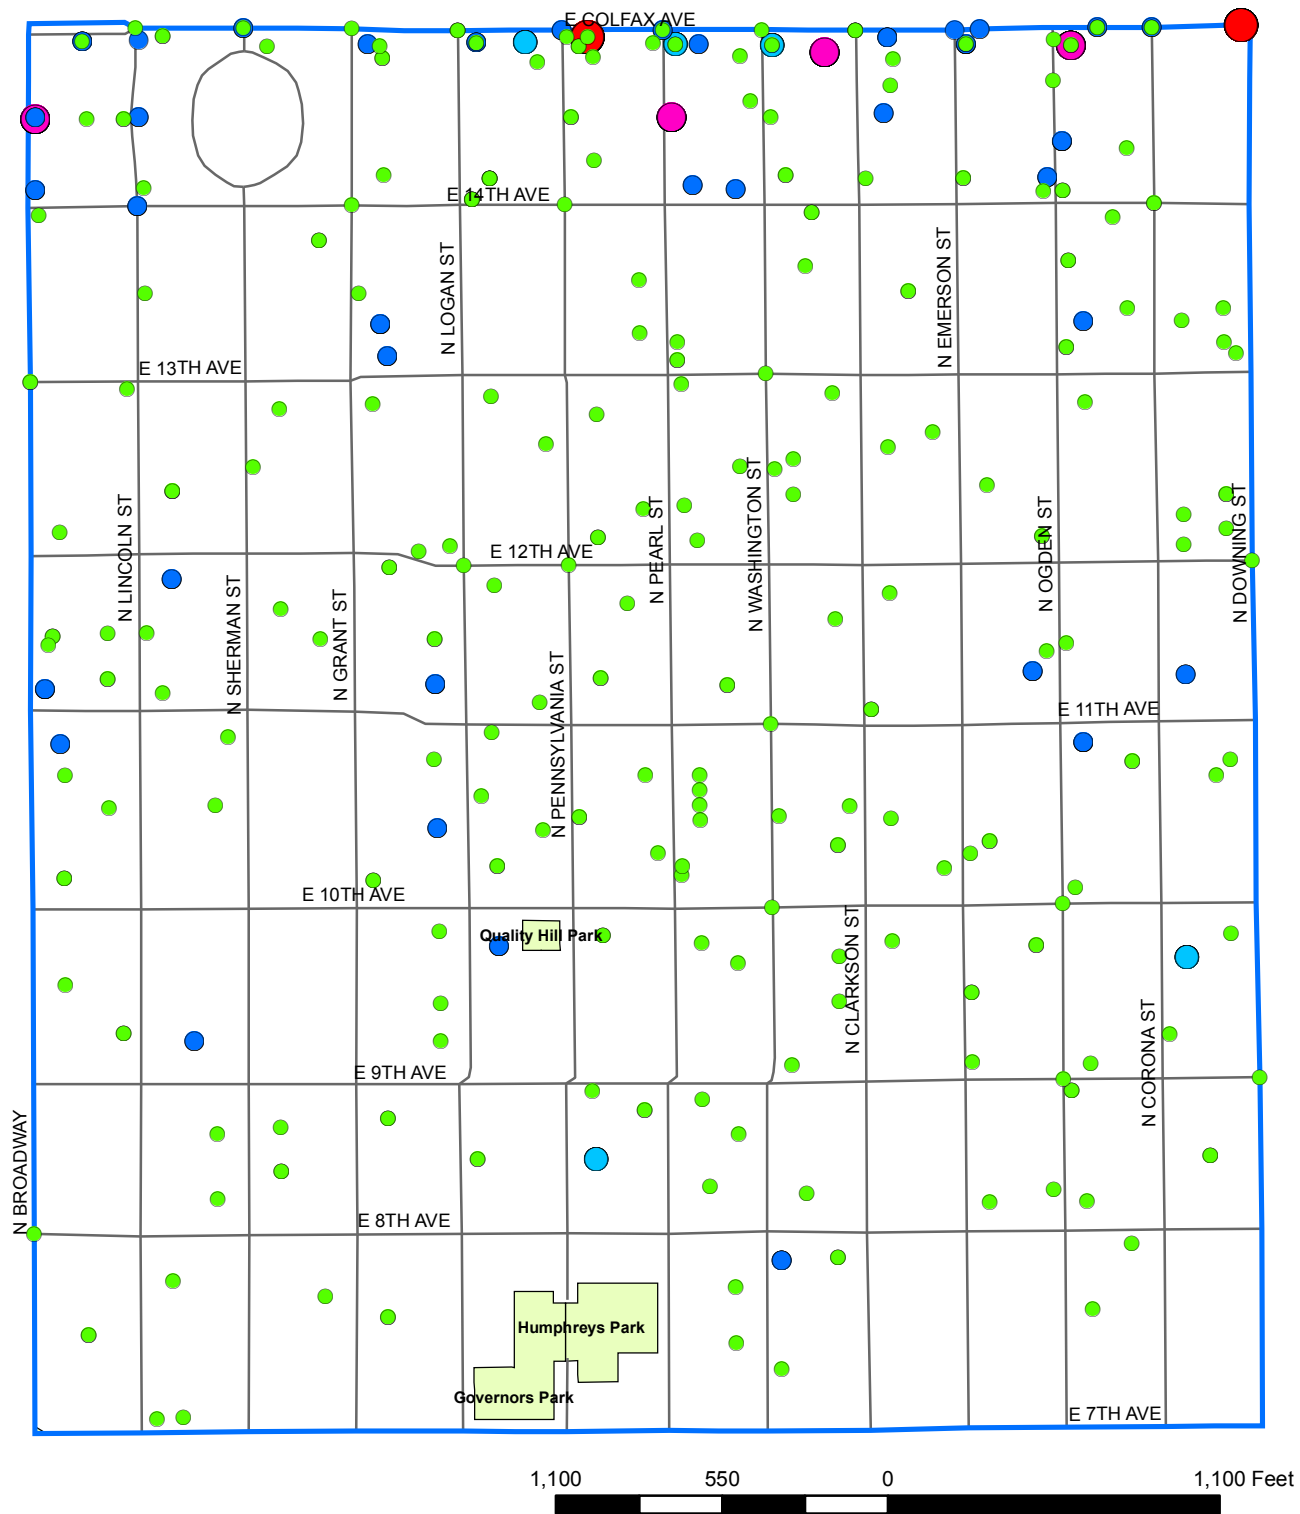 E COLFAX AVE
E 14TH AVE
N LOGAN ST
N EMERSON ST
E 13TH AVE
N LINCOLN ST
N PEARL ST
N WASHINGTON ST
N OGDEN ST
N DOWNING ST
E 12TH AVE
N SHERMAN ST
N GRANT ST
N PENNSYLVANIA ST
E 11TH AVE
E 10TH AVE
Quality Hill Park
N CLARKSON ST
N CORONA ST
E 9TH AVE
N BROADWAY
E 8TH AVE
Humphreys Park
Governors Park
E 7TH AVE
1,100 550 0 1,100 Feet